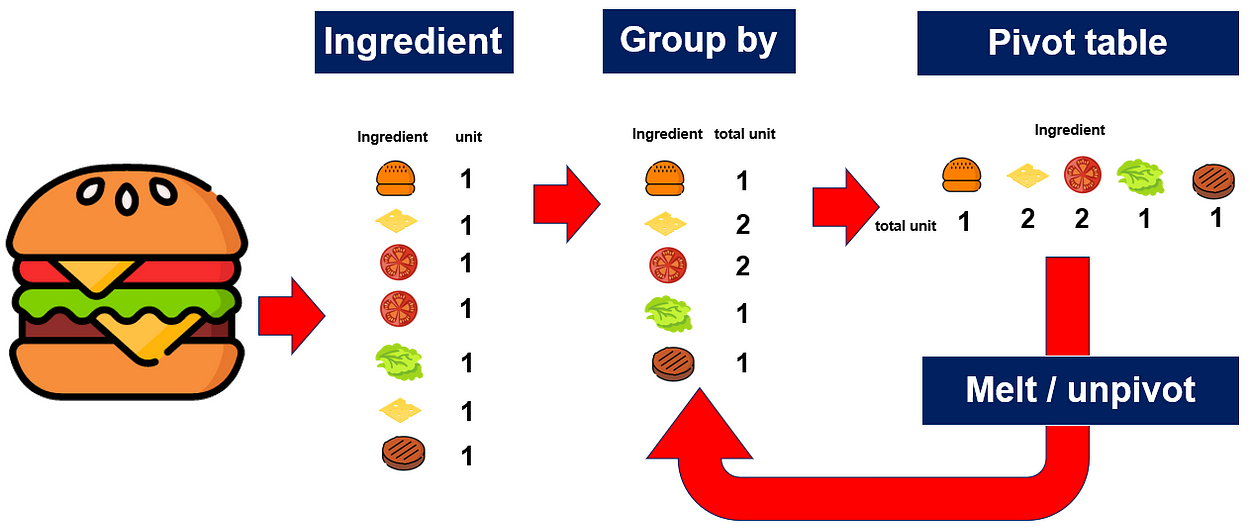 Ingredient
Group by
Pivot table
Ingredient unit
1
1
1
1
1
1
1
Ingredient total unit
1
2
2
1
1
Ingredient
total unit 1 2 2 1 1
Melt / unpivot